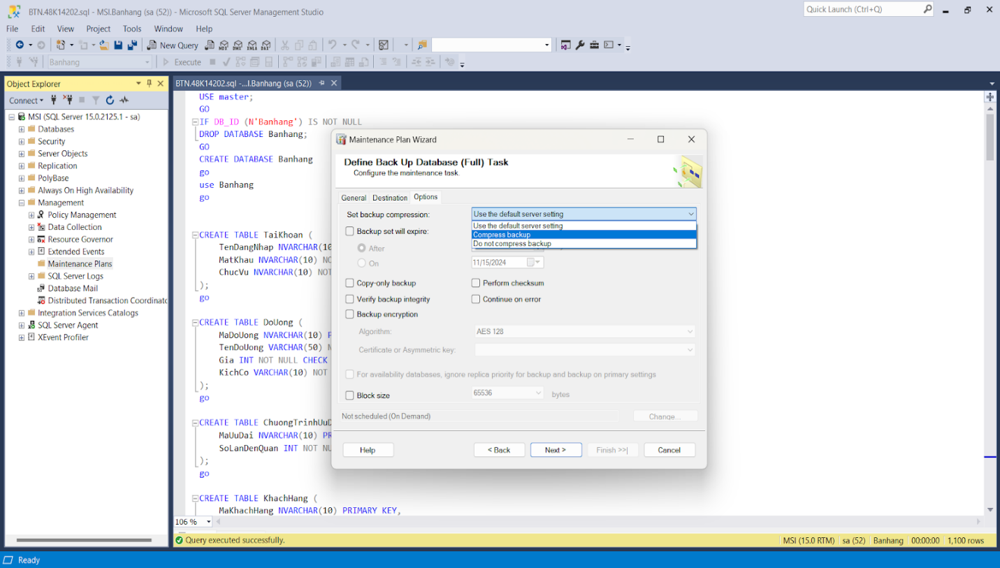 BTN.48K14202.sql - MSI.Banhang (sa (52)) - Microsoft SQL Server Management Studio
Quick Launch (Ctrl+Q)
File Edit View Project Tools Window Help
New Query
MDX DMX XMLA DAX
Banhang
Execute
Object Explorer
Connect
MSI (SQL Server 15.0.2125.1 - sa)
Databases
Security
Server Objects
Replication
PolyBase
Always On High Availability
Management
Policy Management
Data Collection
Resource Governor
Extended Events
Maintenance Plans
SQL Server Logs
Database Mail
Distributed Transaction Coordinato
Integration Services Catalogs
SQL Server Agent
XEvent Profiler
BTN.48K14202.sql -...I.Banhang (sa (52))
USE master;
GO
IF DB_ID (N'Banhang') IS NOT NULL
DROP DATABASE Banhang;
GO
CREATE DATABASE Banhang
go
use Banhang
go
CREATE TABLE TaiKhoan (
TenDangNhap NVARCHAR(10
MatKhau NVARCHAR(10) NO
ChucVu NVARCHAR(10) NOT
);
go
CREATE TABLE DoUong (
MaDoUong NVARCHAR(10) P
TenDoUong VARCHAR(50) N
Gia INT NOT NULL CHECK
KichCo VARCHAR(10) NOT
);
go
CREATE TABLE ChuongTrinhUuD
MaUuDai NVARCHAR(10) PR
SoLanDenQuan INT NOT NU
);
go
CREATE TABLE KhachHang (
MaKhachHang NVARCHAR(10) PRIMARY KEY,
Maintenance Plan Wizard
Define Back Up Database (Full) Task
Configure the maintenance task.
General Destination Options
Set backup compression: Use the default server setting
Use the default server setting
Compress backup
Do not compress backup
Backup set will expire:
After
On 11/15/2024
Copy-only backup Perform checksum
Verify backup integrity Continue on error
Backup encryption
Algorithm: AES 128
Certificate or Asymmetric key:
For availability databases, ignore replica priority for backup and backup on primary settings
Block size 65536 bytes
Not scheduled (On Demand) Change...
Help < Back Next > Finish >>| Cancel
106 %
Query executed successfully. MSI (15.0 RTM) sa (52) Banhang 00:00:00 1,100 rows
Ready